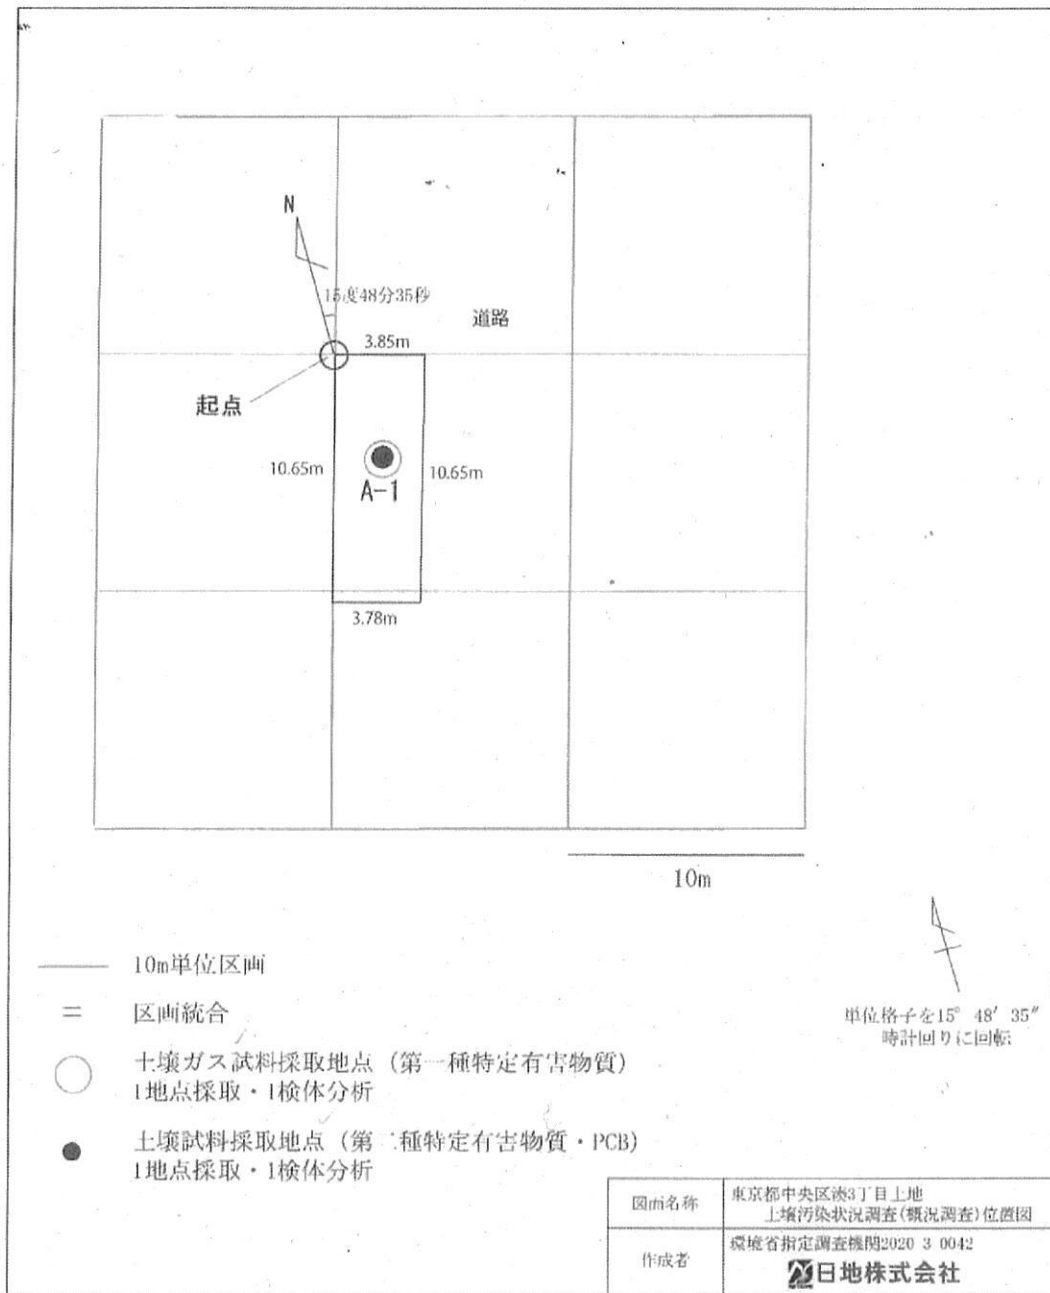 N
15度48分35秒
道路
3.85m
起点
10.65m
10.65m
A-1
3.78m
10m
10m単位区画
= 区画統合
土壌ガス試料採取地点（第一種特定有害物質）
1地点採取・1検体分析
土壌試料採取地点（第二種特定有害物質・PCB）
1地点採取・1検体分析
単位格子を15° 48′ 35″
時計回りに回転
図面名称
東京都中央区湊3丁目土地
土壌汚染状況調査(概況調査)位置図
作成者
環境省指定調査機関2020 3 0042
日地株式会社